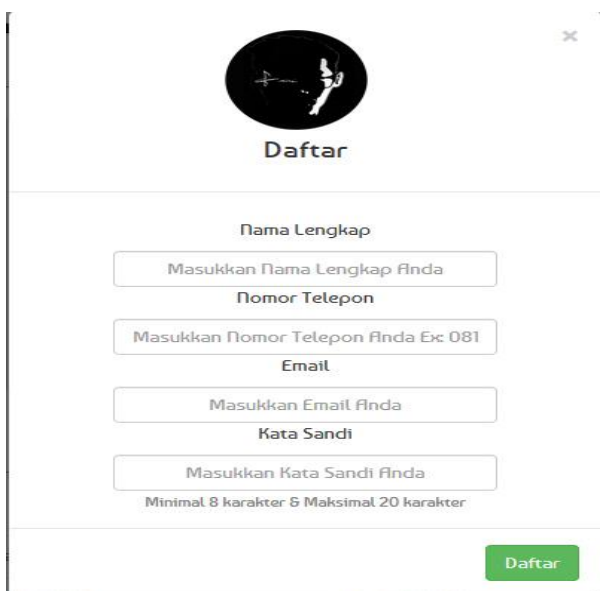 ×
Daftar
Nama Lengkap
Masukkan Nama Lengkap Anda
Nomor Telepon
Masukkan Nomor Telepon Anda Ex: 081
Email
Masukkan Email Anda
Kata Sandi
Masukkan Kata Sandi Anda
Minimal 8 karakter & Maksimal 20 karakter
Daftar